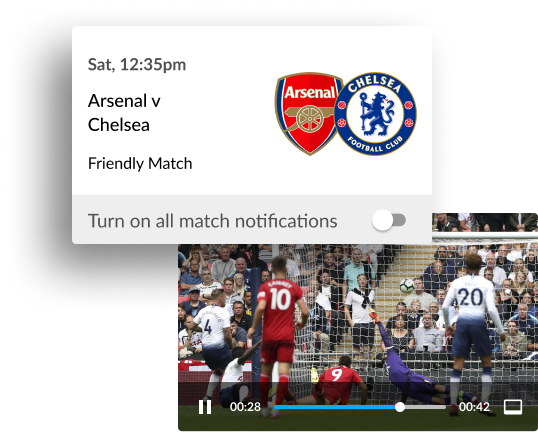 Sat, 12:35pm
Arsenal v
Chelsea
Friendly Match
Arsenal
CHELSEA
FOOTBALL CLUB
Turn on all match notifications
10
4
20
9
00:28
00:42